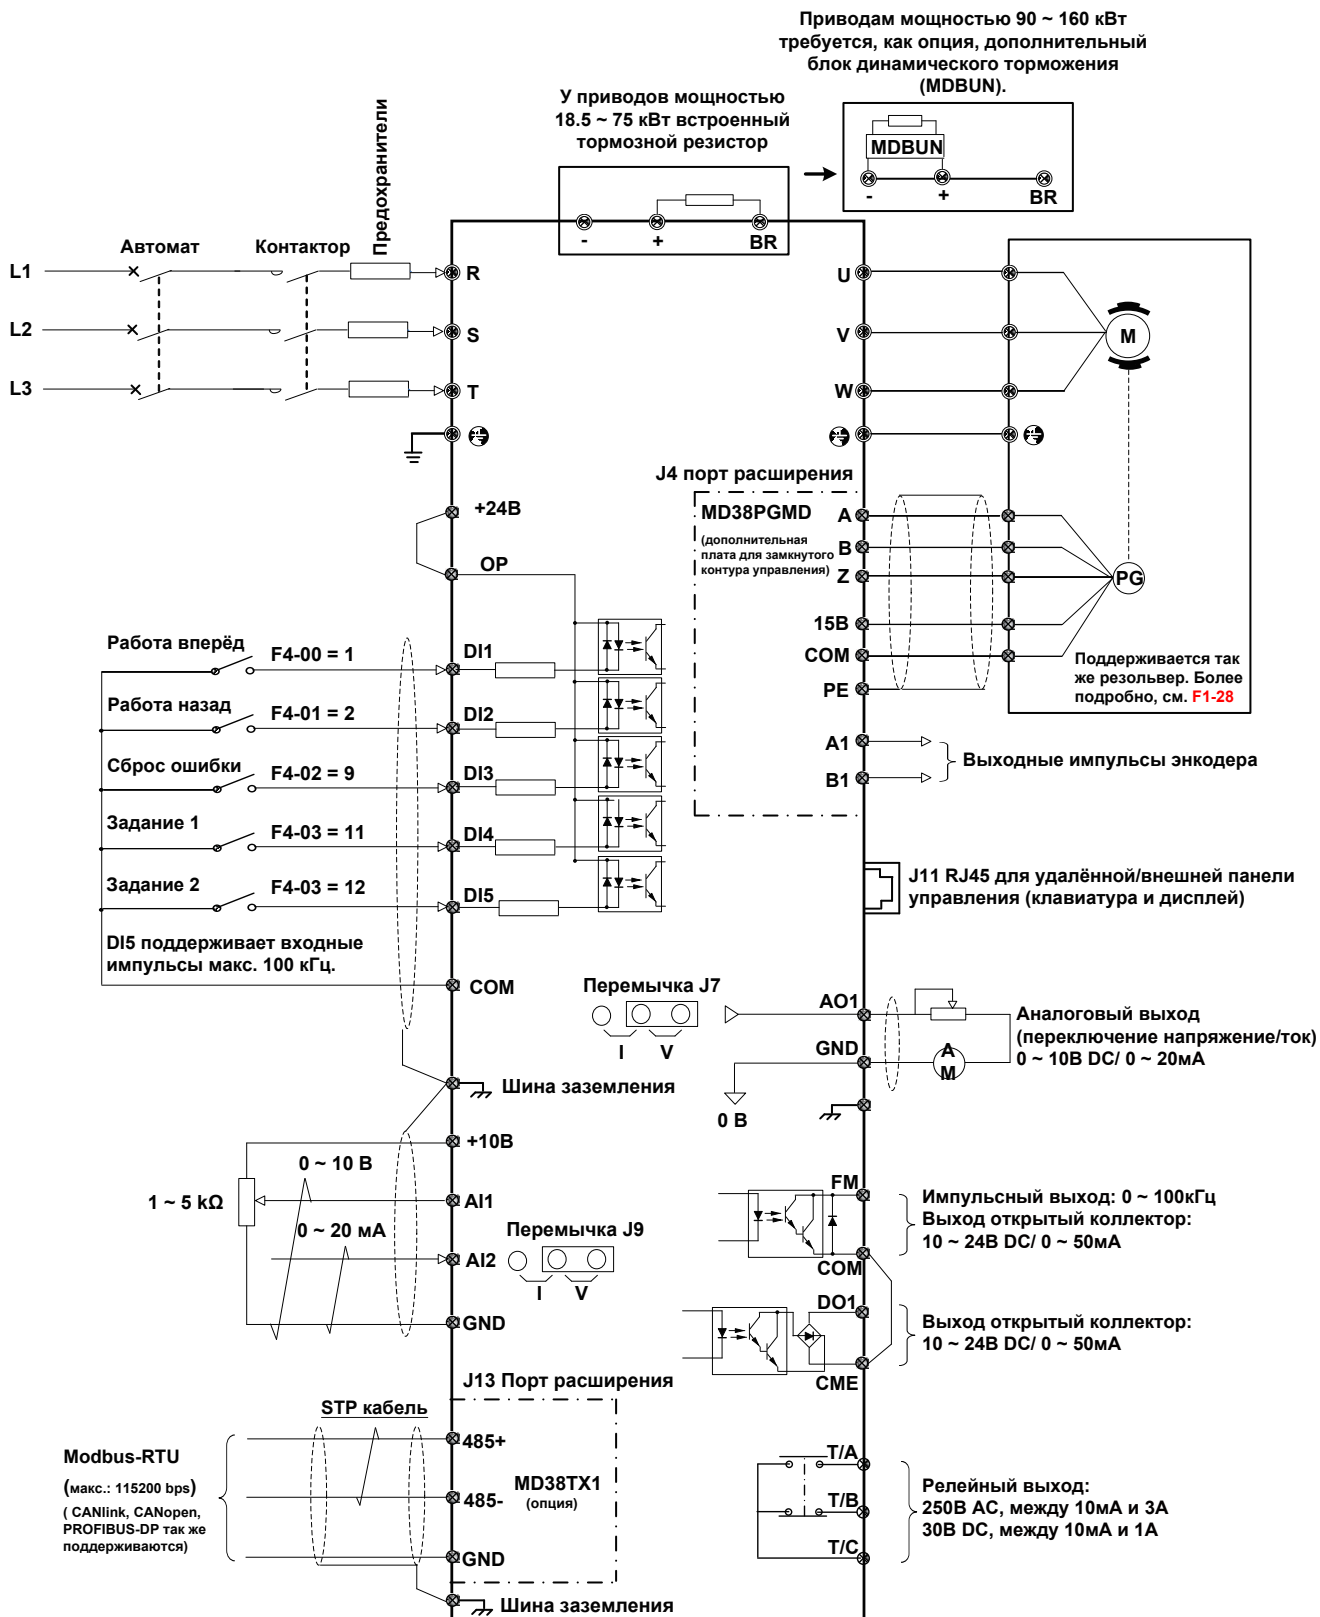 Приводам мощностью 90 ~ 160 кВт
требуется, как опция, дополнительный
блок динамического торможения
(MDBUN).
У приводов мощностью
18.5 ~ 75 кВт встроенный
тормозной резистор
MDBUN
-
+
BR
-
+
BR
Предохранители
Автомат
Контактор
L1
R
L2
S
L3
T
U
V
W
M
J4 порт расширения
MD38PGMD
(дополнительная
плата для замкнутого
контура управления)
A
B
Z
15В
COM
PE
A1
B1
PG
Поддерживается так
же резольвер. Более
подробно, см. F1-28
Выходные импульсы энкодера
+24В
OP
Работа вперёд
F4-00 = 1
DI1
Работа назад
F4-01 = 2
DI2
Сброс ошибки
F4-02 = 9
DI3
Задание 1
F4-03 = 11
DI4
Задание 2
F4-03 = 12
DI5
DI5 поддерживает входные
импульсы макс. 100 кГц.
COM
J11 RJ45 для удалённой/внешней панели
управления (клавиатура и дисплей)
Перемычка J7
I
V
AO1
GND
0 В
A
M
Аналоговый выход
(переключение напряжение/ток)
0 ~ 10В DC/ 0 ~ 20мА
Шина заземления
+10В
0 ~ 10 В
1 ~ 5 kΩ
AI1
0 ~ 20 мА
AI2
Перемычка J9
I
V
GND
FM
COM
Импульсный выход: 0 ~ 100кГц
Выход открытый коллектор:
10 ~ 24В DC/ 0 ~ 50мА
DO1
CME
Выход открытый коллектор:
10 ~ 24В DC/ 0 ~ 50мА
J13 Порт расширения
STP кабель
Modbus-RTU
(макс.: 115200 bps)
( CANlink, CANopen,
PROFIBUS-DP так же
поддерживаются)
485+
485-
GND
MD38TX1
(опция)
Шина заземления
T/A
T/B
T/C
Релейный выход:
250В AC, между 10мА и 3А
30В DC, между 10мА и 1А